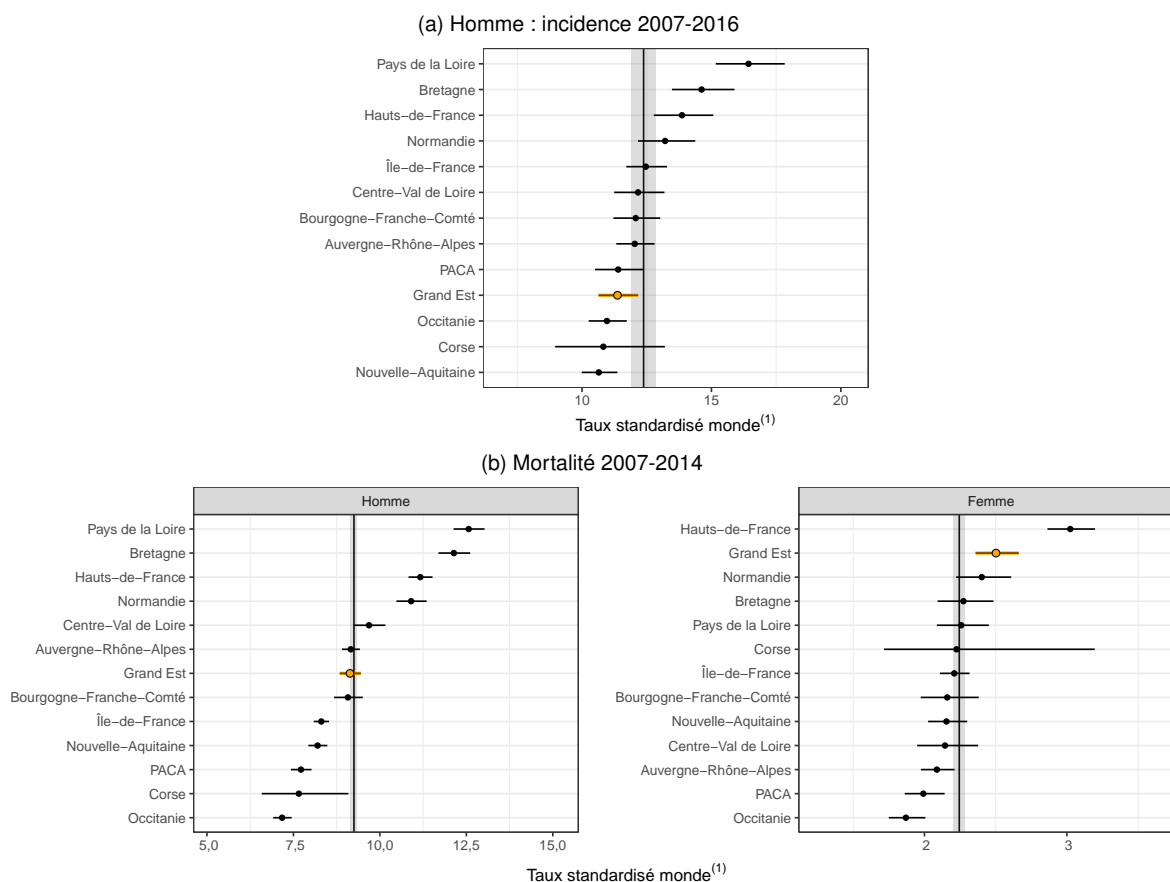 (a) Homme : incidence 2007-2016
Pays de la Loire
Bretagne
Hauts−de−France
Normandie
Île−de−France
Centre−Val de Loire
Bourgogne−Franche−Comté
Auvergne−Rhône−Alpes
PACA
Grand Est
Occitanie
Corse
Nouvelle−Aquitaine
10 15 20
Taux standardisé monde(1)
(b) Mortalité 2007-2014
Homme
Pays de la Loire
Bretagne
Hauts−de−France
Normandie
Centre−Val de Loire
Auvergne−Rhône−Alpes
Grand Est
Bourgogne−Franche−Comté
Île−de−France
Nouvelle−Aquitaine
PACA
Corse
Occitanie
5,0 7,5 10,0 12,5 15,0
Femme
Hauts−de−France
Grand Est
Normandie
Bretagne
Pays de la Loire
Corse
Île−de−France
Bourgogne−Franche−Comté
Nouvelle−Aquitaine
Centre−Val de Loire
Auvergne−Rhône−Alpes
PACA
Occitanie
2 3
Taux standardisé monde(1)